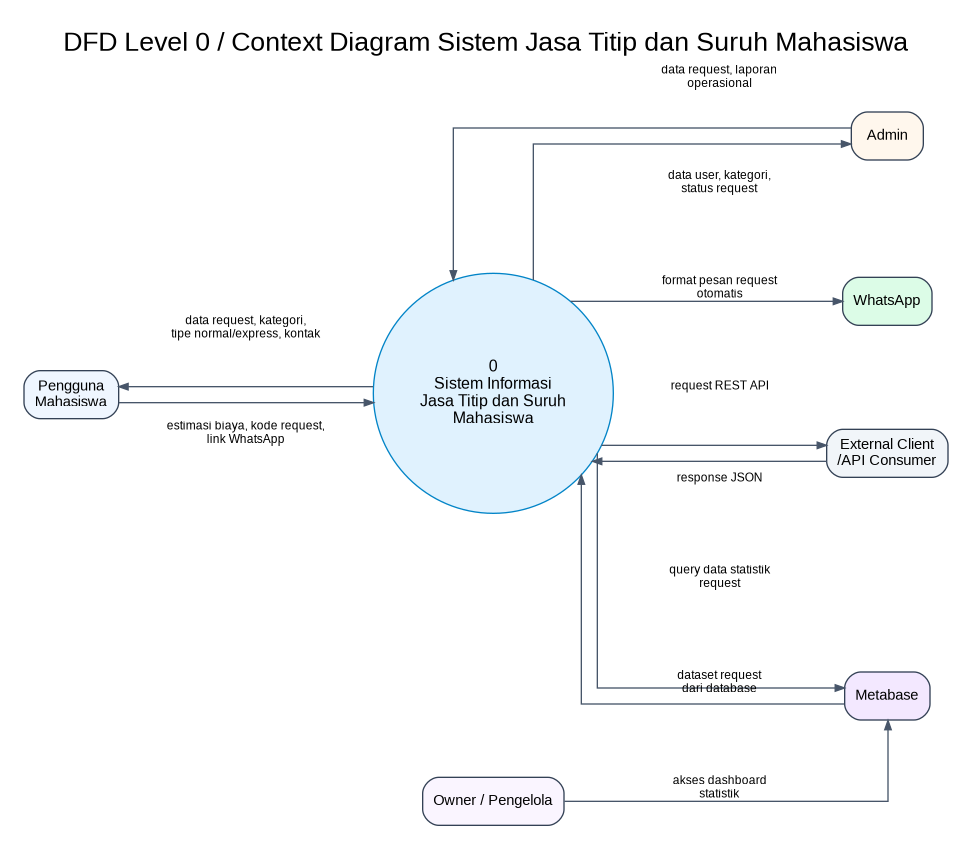 DFD Level 0 / Context Diagram Sistem Jasa Titip dan Suruh Mahasiswa
data request, laporan
operasional
Admin
data user, kategori,
status request
format pesan request
otomatis
WhatsApp
data request, kategori,
tipe normal/express, kontak
0
Sistem Informasi
Jasa Titip dan Suruh
Mahasiswa
request REST API
Pengguna
Mahasiswa
estimasi biaya, kode request,
link WhatsApp
External Client
/API Consumer
response JSON
query data statistik
request
dataset request
dari database
Metabase
Owner / Pengelola
akses dashboard
statistik